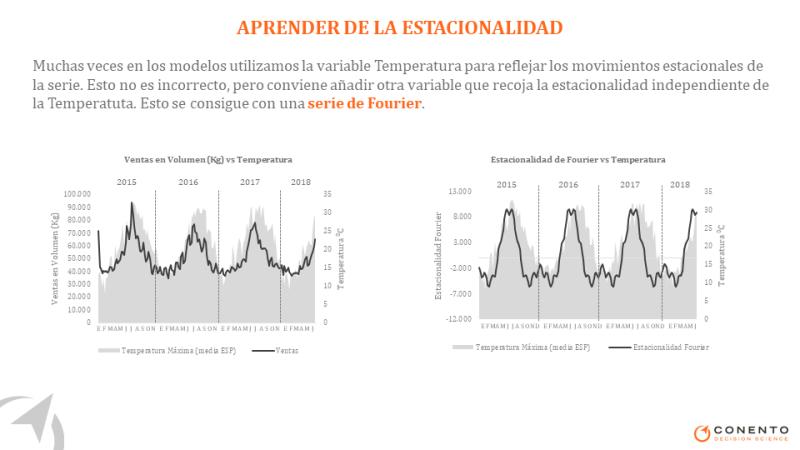 APRENDER DE LA ESTACIONALIDAD
Muchas veces en los modelos utilizamos la variable Temperatura para reflejar los movimientos estacionales de
la serie. Esto no es incorrecto, pero conviene añadir otra variable que recoja la estacionalidad independiente de
la Temperatuta. Esto se consigue con una serie de Fourier.
Ventas en Volumen (Kg) vs Temperatura
2015 2016 2017 2018
Ventas en Volumen (Kg)
100.000
90.000
80.000
70.000
60.000
50.000
40.000
30.000
20.000
10.000
0
35
30
25
20
15
10
5
0
Temperatura ºC
E F M A M J J A S O N E F M A M J J A S O N D E F M A M J J A S O N D E F M A M J
Temperatura Máxima (media ESP) Ventas
Estacionalidad de Fourier vs Temperatura
2015 2016 2017 2018
Estacionalidad Fourier
13.000
8.000
3.000
-2.000
-7.000
-12.000
35
30
25
20
15
10
5
0
Temperatura ºC
E F M A M J J A S O N D E F M A M J J A S O N D E F M A M J J A S O N D E F M A M J
Temperatura Máxima (media ESP) Estacionalidad Fourier
CONENTO
DECISION SCIENCE